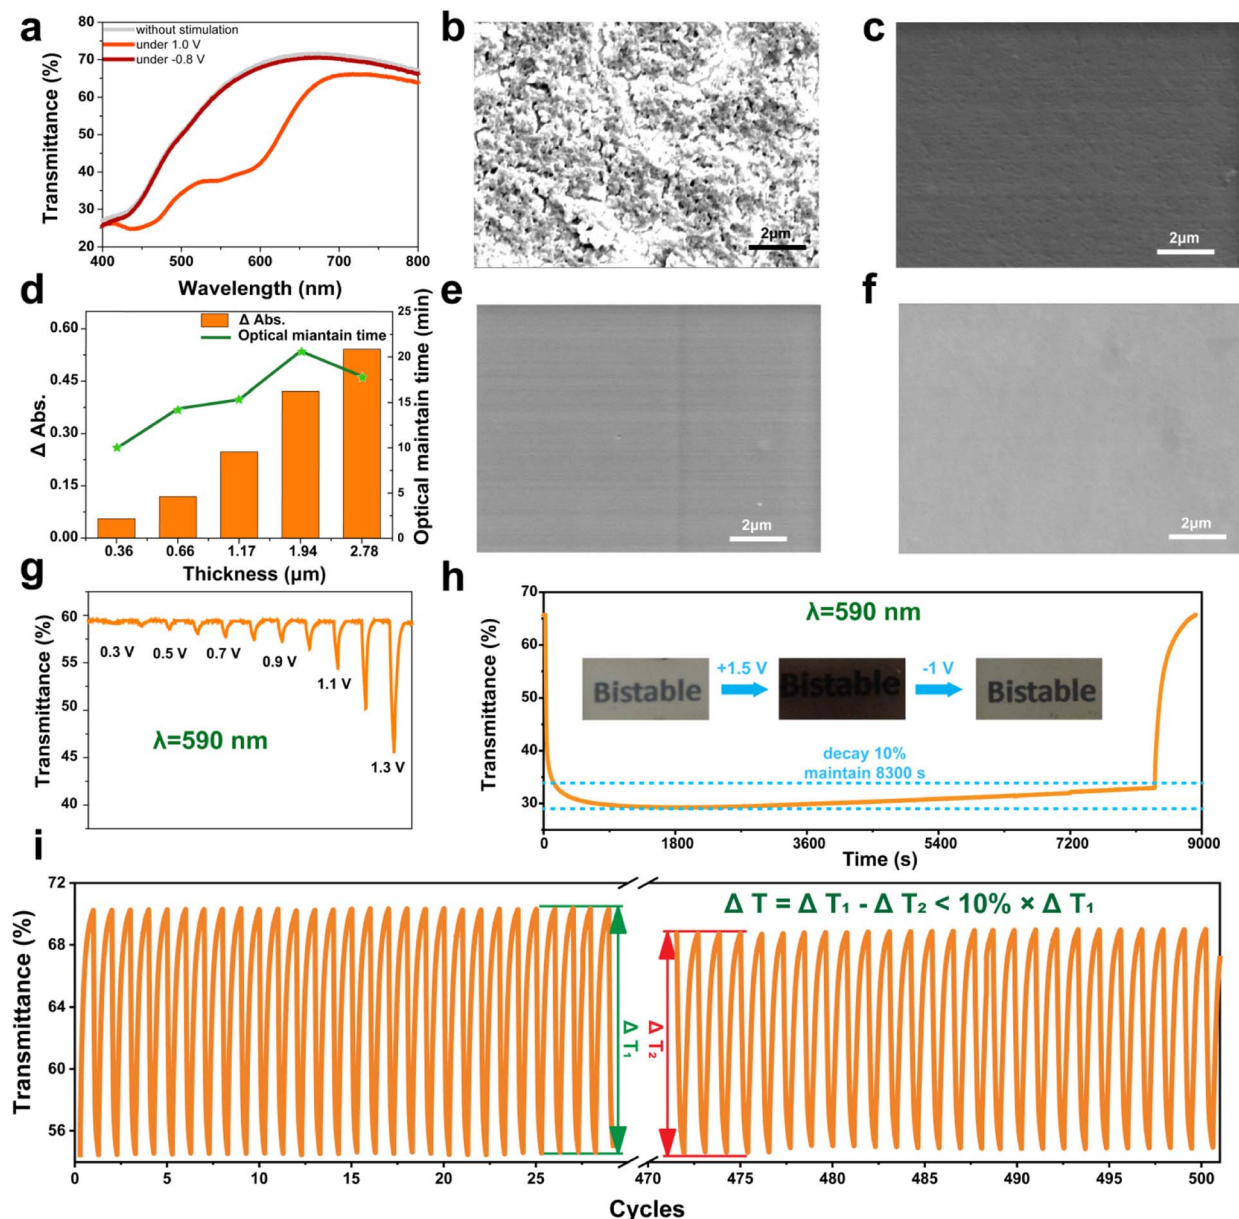 a
without stimulation
under 1.0 V
under -0.8 V
80
70
60
50
40
30
20
Transmittance (%)
400
500
600
700
800
Wavelength (nm)
b
2µm
c
2µm
d
Δ Abs.
Optical miantain time
0.60
0.45
0.30
0.15
0.00
Δ Abs.
25
20
15
10
5
0
Optical maintain time (min)
0.36
0.66
1.17
1.94
2.78
Thickness (µm)
e
2µm
f
2µm
g
60
55
50
45
40
Transmittance (%)
0.3 V
0.5 V
0.7 V
0.9 V
1.1 V
1.3 V
λ=590 nm
h
70
60
50
40
30
Transmittance (%)
λ=590 nm
Bistable
+1.5 V
Bistable
-1 V
Bistable
decay 10%
maintain 8300 s
0
1800
3600
5400
7200
9000
Time (s)
i
72
68
64
60
56
Transmittance (%)
Δ T₁
Δ T₂
Δ T = Δ T₁ - Δ T₂ < 10% × Δ T₁
0
5
10
15
20
25
470
475
480
485
490
495
500
Cycles